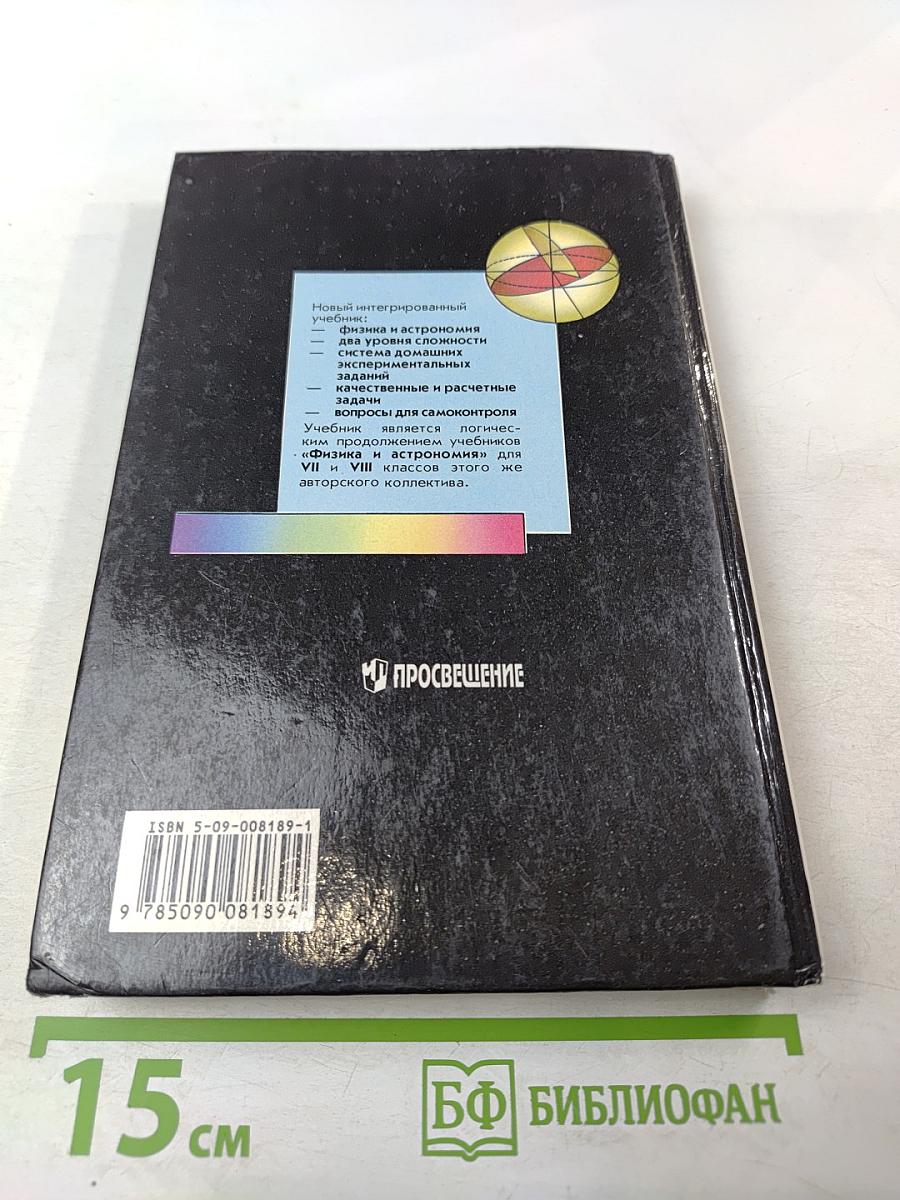 Новый интегрированный
учебник:
— физика и астрономия
— два уровня сложности
— система домашних
экспериментальных
заданий
— качественные и расчетные
задачи
— вопросы для самоконтроля
Учебник является логичес-
ким продолжением учебников
«Физика и астрономия» для
VII и VIII классов этого же
авторского коллектива.
ПРОСВЕЩЕНИЕ
ISBN 5-09-008189-1
9 785090 081894
15 см
БФ БИБЛИОФАН